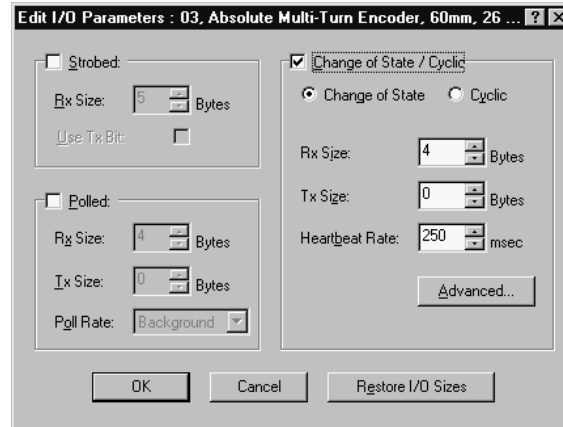 Edit I/O Parameters : 03, Absolute Multi-Turn Encoder, 60mm, 26 ...
Strobed:
Rx Size: 5 Bytes
Use Tx Bit:
Polled:
Rx Size: 4 Bytes
Tx Size: 0 Bytes
Poll Rate: Background
Change of State / Cyclic
Change of State Cyclic
Rx Size: 4 Bytes
Tx Size: 0 Bytes
Heartbeat Rate: 250 msec
Advanced...
OK Cancel Restore I/O Sizes